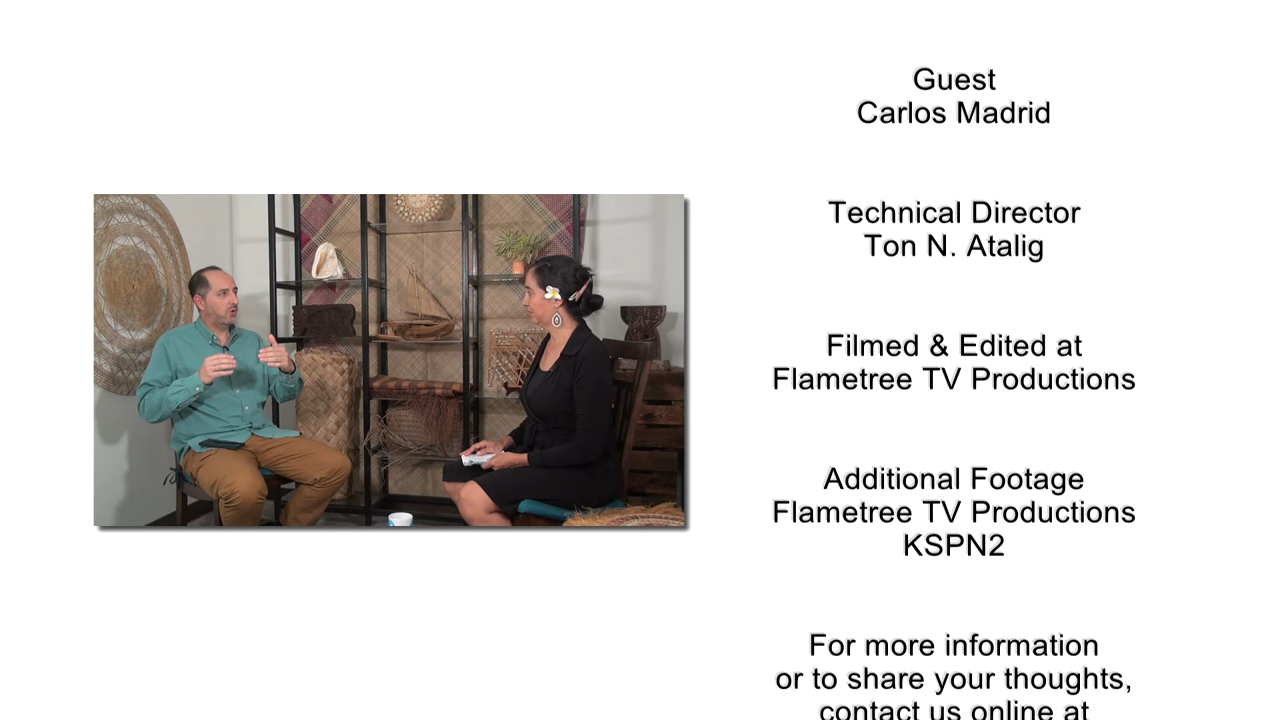 Guest
Carlos Madrid
Technical Director
Ton N. Atalig
Filmed & Edited at
Flametree TV Productions
Additional Footage
Flametree TV Productions
KSPN2
For more information
or to share your thoughts,
contact us online at